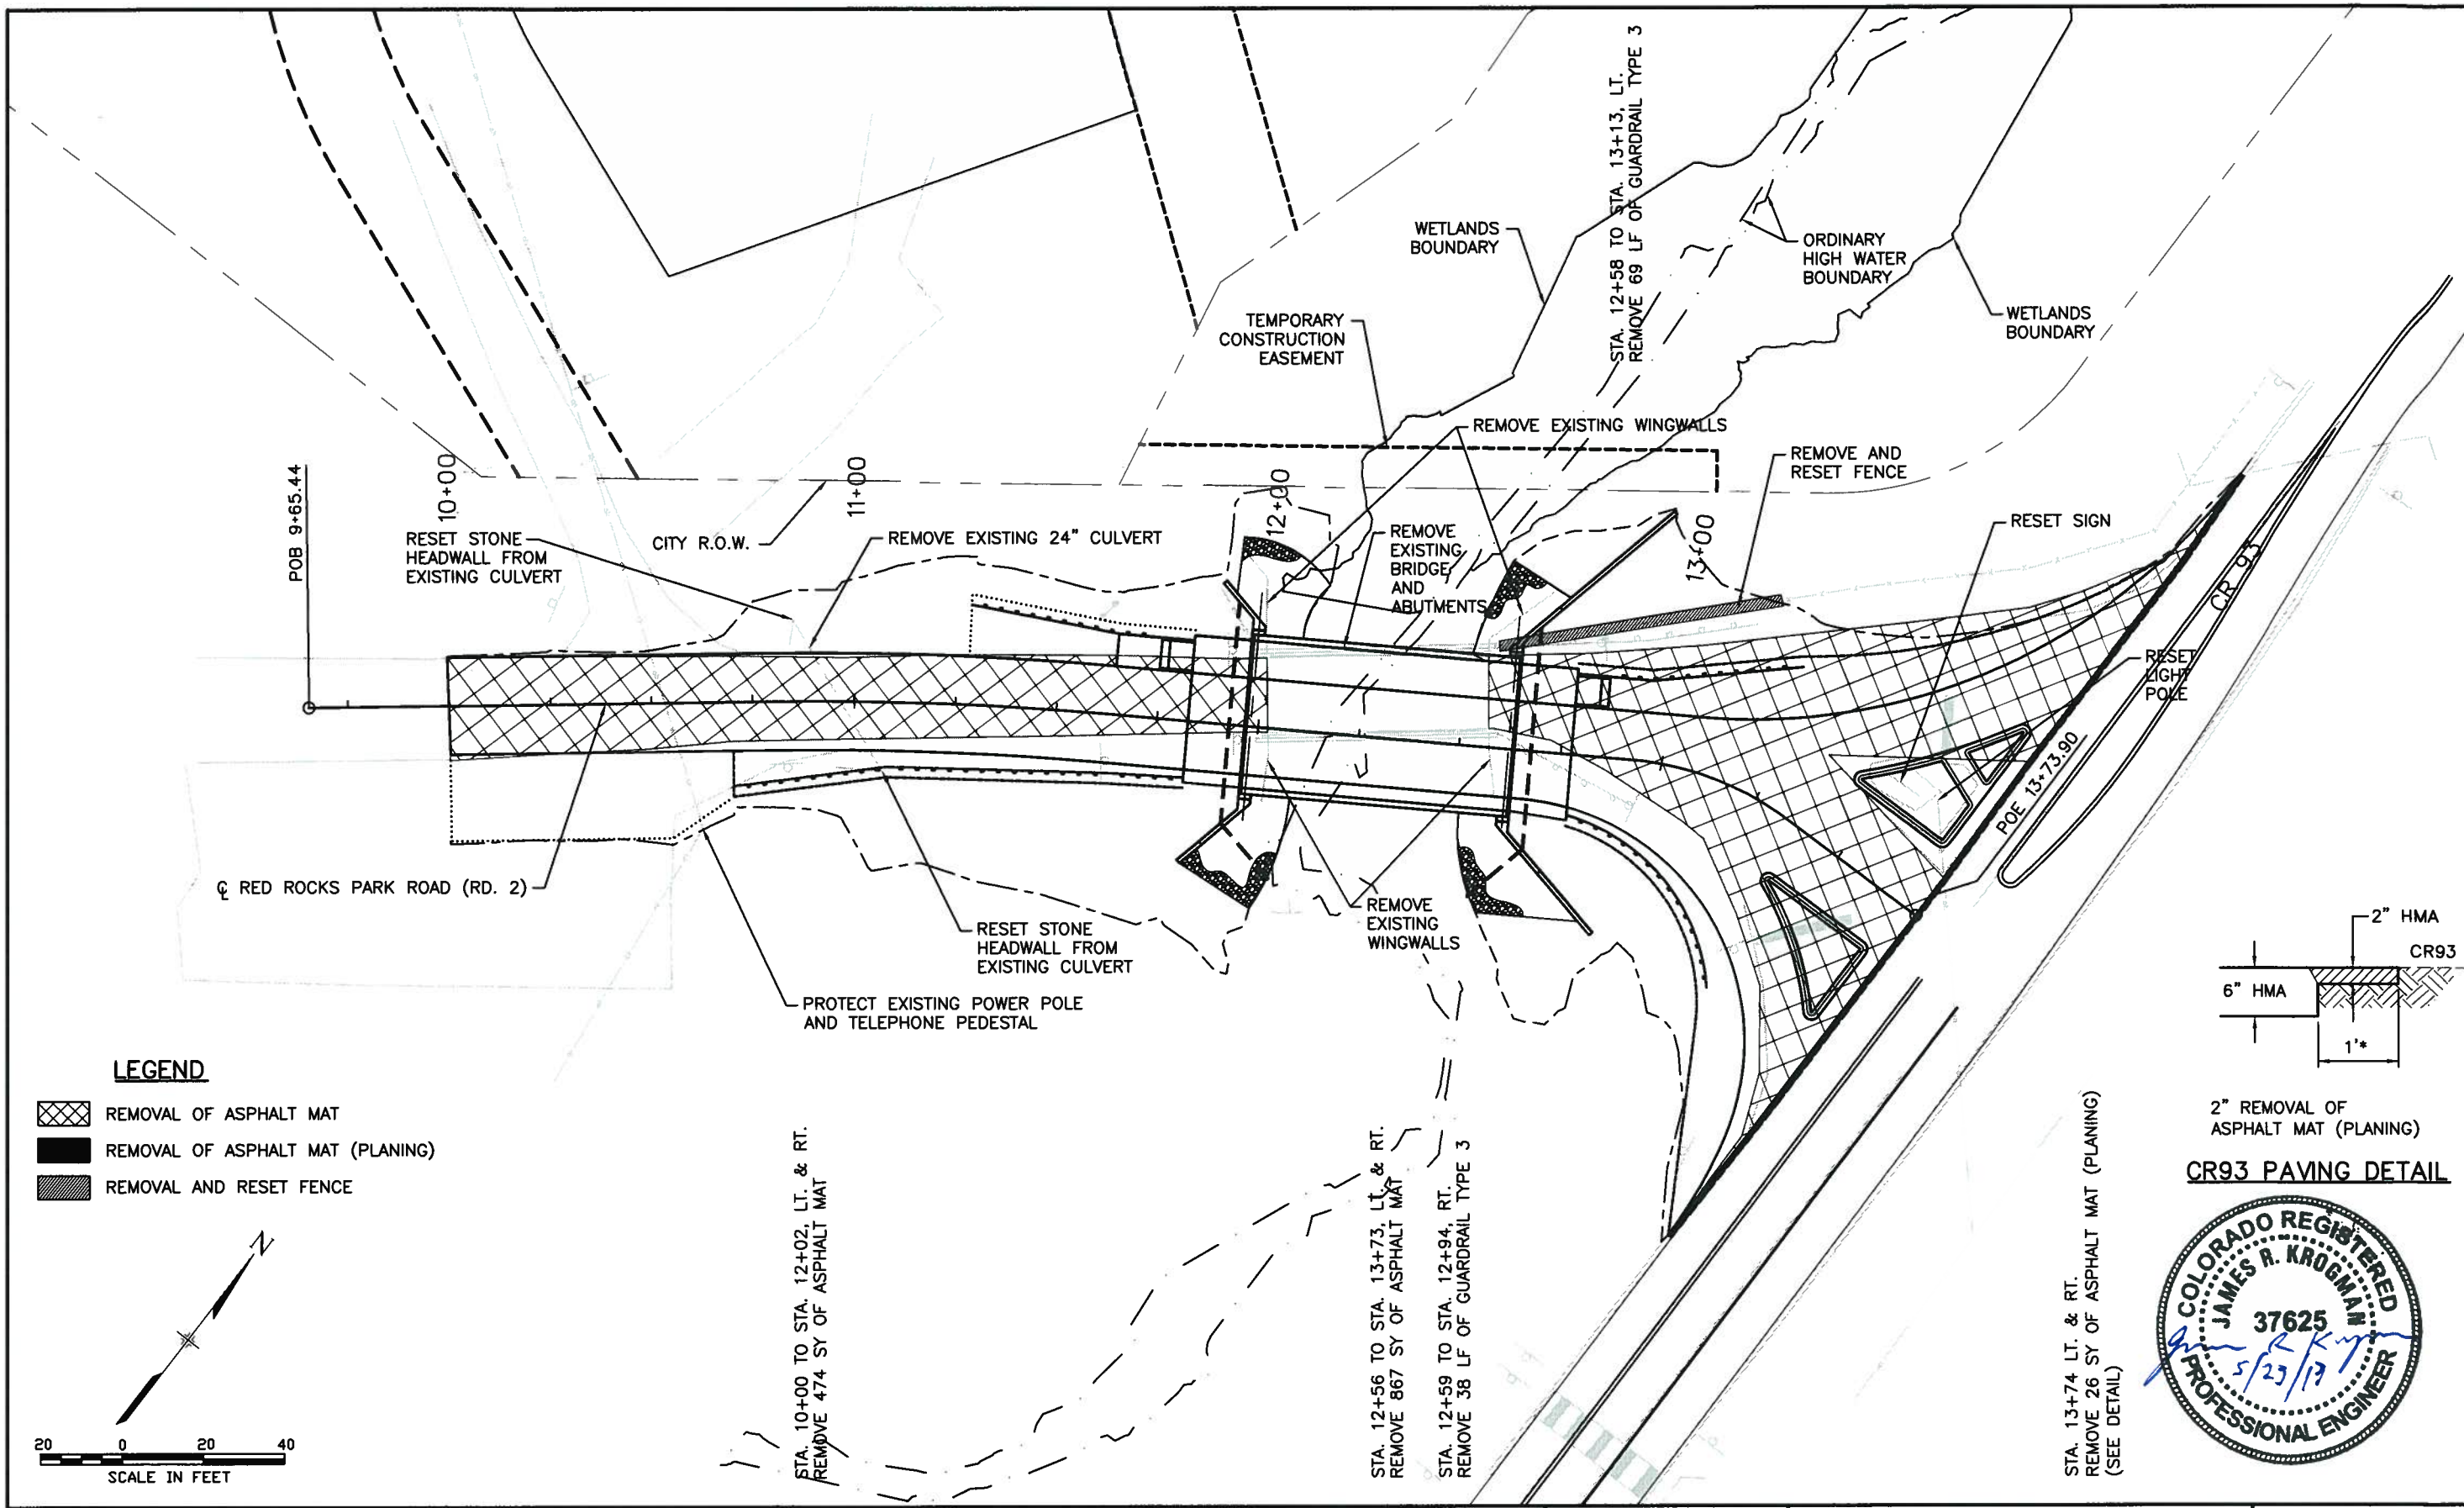 STA. 12+58 TO STA. 13+13, LT.
REMOVE 69 LF OF GUARDRAIL TYPE 3
WETLANDS
BOUNDARY
ORDINARY
HIGH WATER
BOUNDARY
WETLANDS
BOUNDARY
TEMPORARY
CONSTRUCTION
EASEMENT
REMOVE EXISTING WINGWALLS
REMOVE AND
RESET FENCE
POB 9+65.44
10+00
11+00
12+00
13+00
RESET STONE
HEADWALL FROM
EXISTING CULVERT
CITY R.O.W.
REMOVE EXISTING 24" CULVERT
REMOVE
EXISTING
BRIDGE
AND
ABUTMENTS
RESET SIGN
CR 93
RESET
LIGHT
POLE
POE 13+73.90
℄ RED ROCKS PARK ROAD (RD. 2)
RESET STONE
HEADWALL FROM
EXISTING CULVERT
REMOVE
EXISTING
WINGWALLS
PROTECT EXISTING POWER POLE
AND TELEPHONE PEDESTAL
2" HMA
CR93
6" HMA
1'*
2" REMOVAL OF
ASPHALT MAT (PLANING)
CR93 PAVING DETAIL
LEGEND
REMOVAL OF ASPHALT MAT
REMOVAL OF ASPHALT MAT (PLANING)
REMOVAL AND RESET FENCE
N
20 0 20 40
SCALE IN FEET
STA. 10+00 TO STA. 12+02, LT. & RT.
REMOVE 474 SY OF ASPHALT MAT
STA. 12+56 TO STA. 13+73, LT. & RT.
REMOVE 867 SY OF ASPHALT MAT
STA. 12+59 TO STA. 12+94, RT.
REMOVE 38 LF OF GUARDRAIL TYPE 3
STA. 13+74 LT. & RT.
REMOVE 26 SY OF ASPHALT MAT (PLANING)
(SEE DETAIL)
COLORADO REGISTERED
JAMES R. KROGMAN
37625
5/23/17
PROFESSIONAL ENGINEER